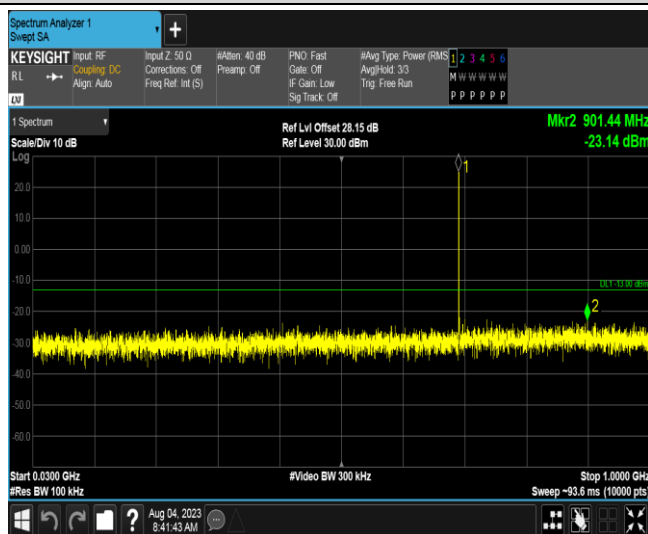 Spectrum Analyzer 1
Swept SA
+
KEYSIGHT
RL
LXI
Input: RF
Coupling: DC
Align: Auto
Input Z: 50 Ω
Corrections: Off
Freq Ref: Int (S)
#Atten: 40 dB
Preamp: Off
PNO: Fast
Gate: Off
IF Gain: Low
Sig Track: Off
#Avg Type: Power (RMS
Avg|Hold: 3/3
Trig: Free Run
1 2 3 4 5 6
M W W W W W
P P P P P P
1 Spectrum
Scale/Div 10 dB
Log
Ref Lvl Offset 28.15 dB
Ref Level 30.00 dBm
Mkr2 901.44 MHz
-23.14 dBm
1
20.0
10.0
0.00
-10.0
DL1 -13.00 dBm
2
-20.0
-30.0
-40.0
-50.0
-60.0
Start 0.0300 GHz
#Res BW 100 kHz
#Video BW 300 kHz
Stop 1.0000 GHz
Sweep ~93.6 ms (10000 pts)
?
Aug 04, 2023
8:41:43 AM